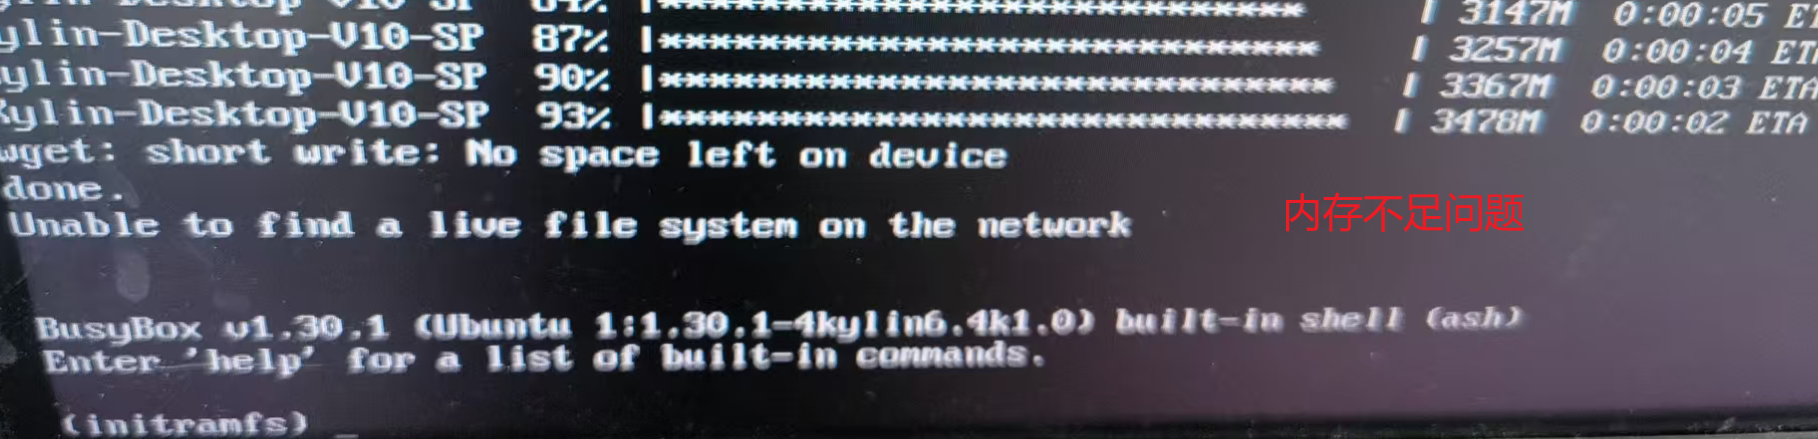 87% |************************************** | 3147M 0:00:05
ylin-Desktop-V10-SP 87% |***************************************** | 3257M 0:00:04 ETA
ylin-Desktop-V10-SP 90% |****************************************** | 3367M 0:00:03 ETA
Kylin-Desktop-V10-SP 93% |******************************************* | 3478M 0:00:02 ETA
wget: short write: No space left on device
done.
Unable to find a live file system on the network
内存不足问题
BusyBox v1.30.1 (Ubuntu 1:1.30.1-4kylin6.4k1.0) built-in shell (ash)
Enter 'help' for a list of built-in commands.
(initramfs) _